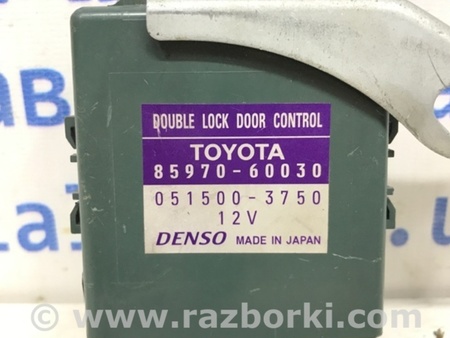 DOUBLE LOCK DOOR CONTROL
TOYOTA
85970-60030
051500-3750
12V
DENSO MADE IN JAPAN
www.razborki.com